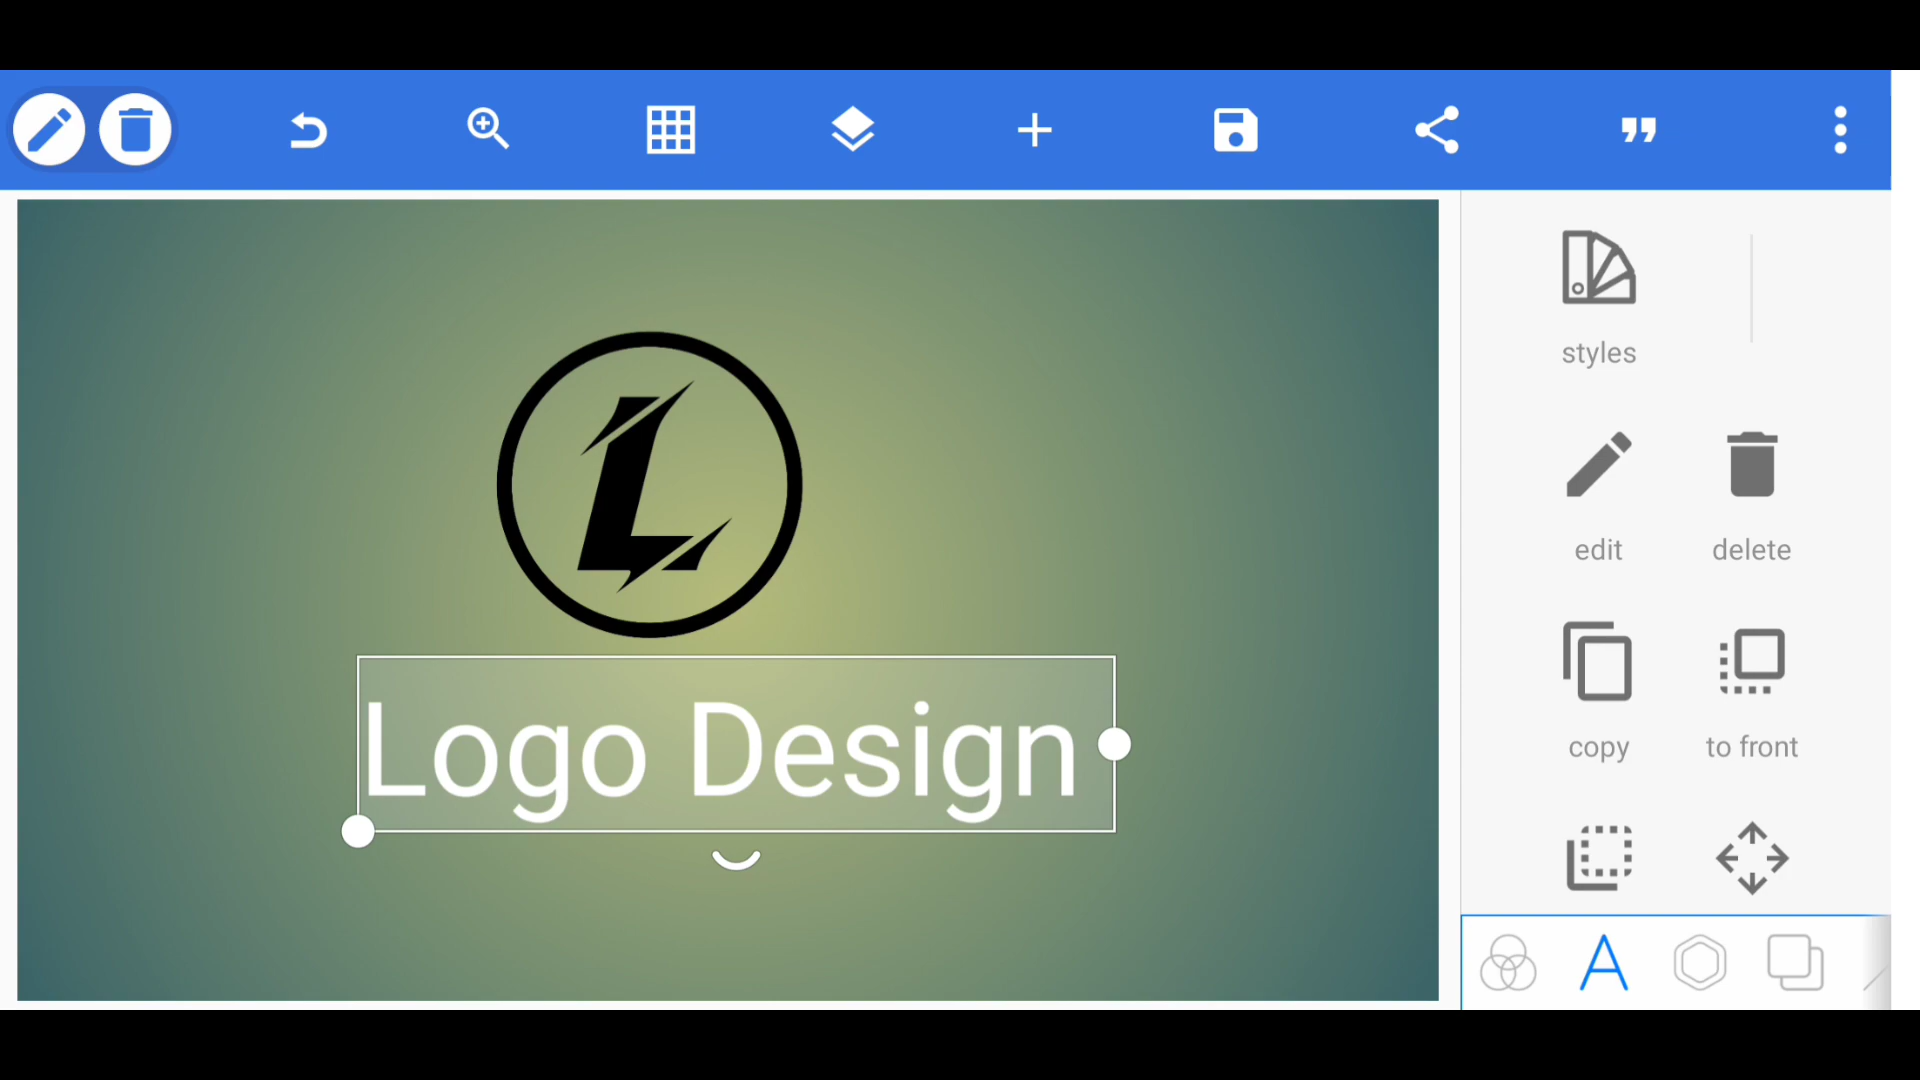 styles
edit
delete
L
Logo Design
copy
to front